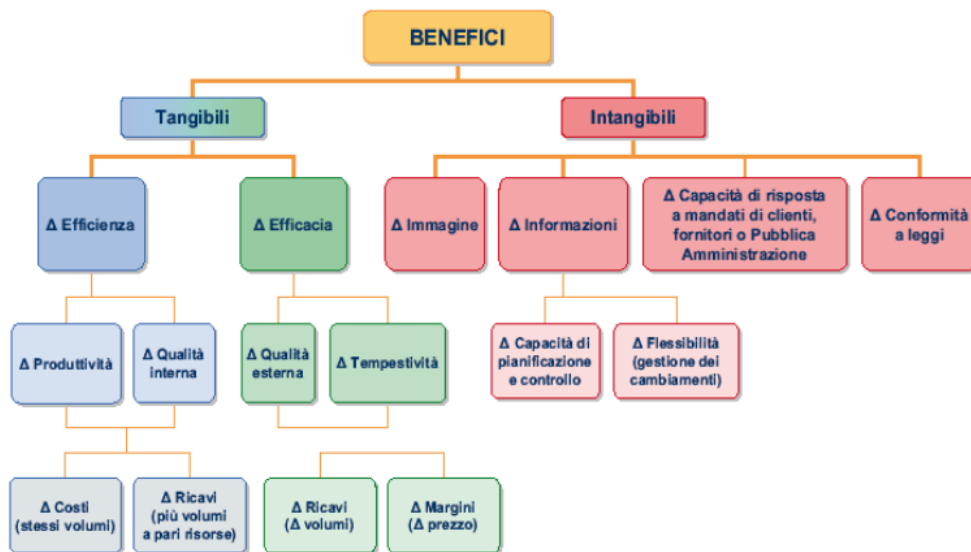 BENEFICI
Tangibili
Intangibili
Δ Efficienza
Δ Efficacia
Δ Immagine
Δ Informazioni
Δ Capacità di risposta
a mandati di clienti,
fornitori o Pubblica
Amministrazione
Δ Conformità
a leggi
Δ Produttività
Δ Qualità
interna
Δ Qualità
esterna
Δ Tempestività
Δ Capacità di
pianificazione
e controllo
Δ Flessibilità
(gestione dei
cambiamenti)
Δ Costi
(stessi volumi)
Δ Ricavi
(più volumi
a pari risorse)
Δ Ricavi
(Δ volumi)
Δ Margini
(Δ prezzo)